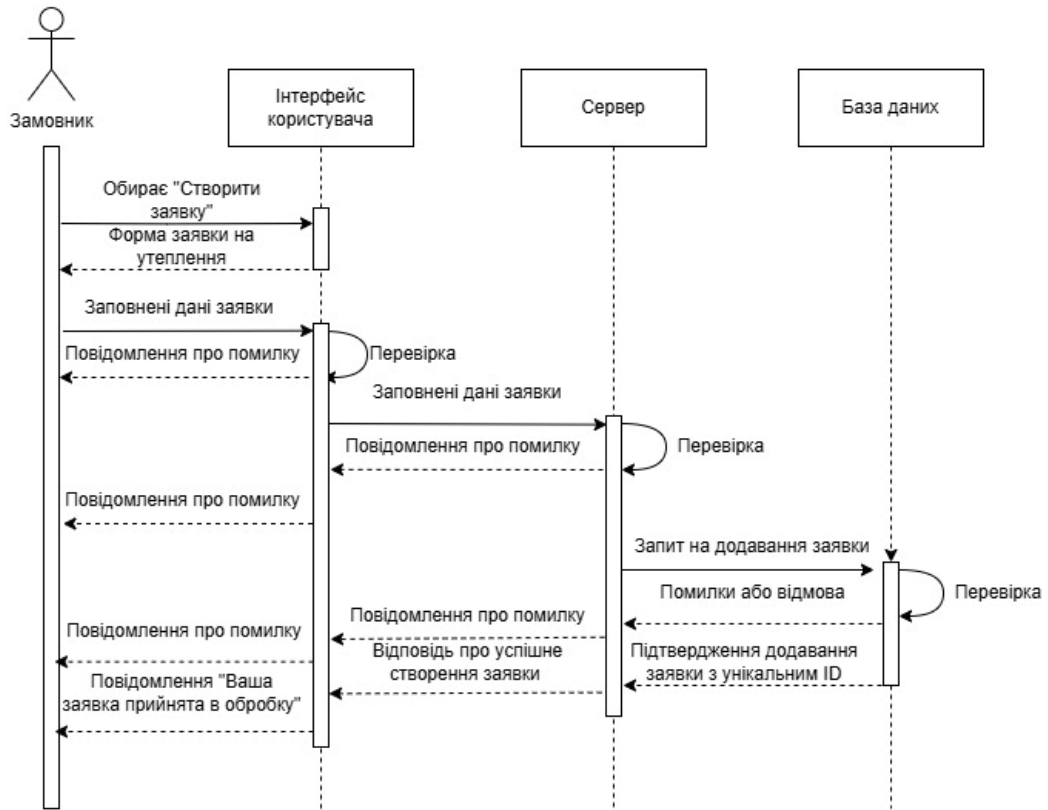 Замовник
Інтерфейс
користувача
Сервер
База даних
Обирає "Створити
заявку"
Форма заявки на
утеплення
Заповнені дані заявки
Перевірка
Повідомлення про помилку
Заповнені дані заявки
Перевірка
Повідомлення про помилку
Повідомлення про помилку
Запит на додавання заявки
Перевірка
Помилки або відмова
Повідомлення про помилку
Повідомлення про помилку
Підтвердження додавання
заявки з унікальним ID
Відповідь про успішне
створення заявки
Повідомлення "Ваша
заявка прийнята в обробку"